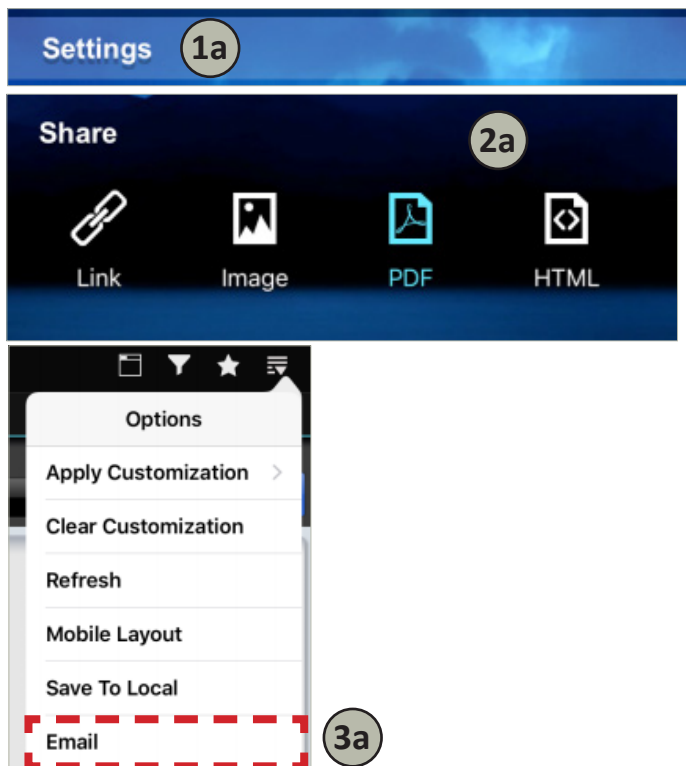 Settings 1a
Share 2a
Link Image PDF HTML
Options
Apply Customization
Clear Customization
Refresh
Mobile Layout
Save To Local
Email 3a